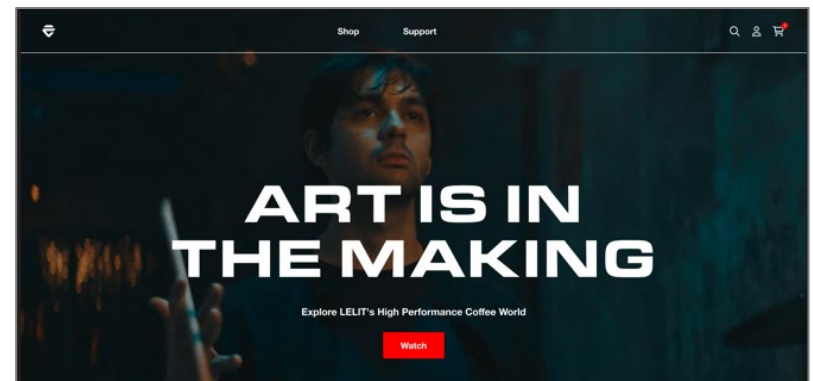 Shop Support
ART IS IN
THE MAKING
Explore LELIT's High Performance Coffee World
Watch